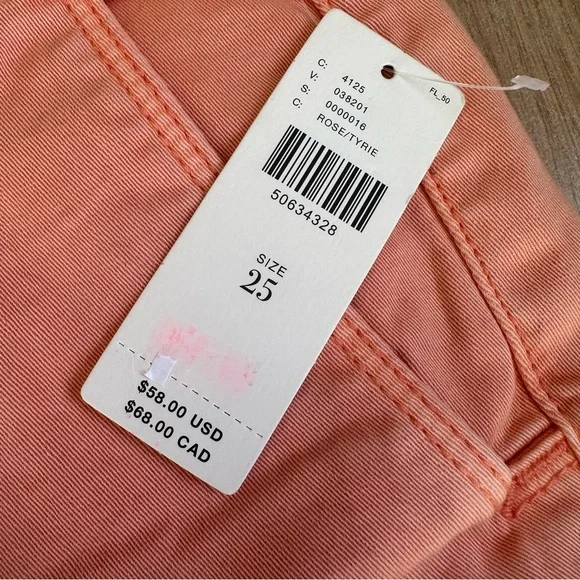 C: 4125
V: 038201
S: 0000016
C: ROSE/TYRIE
FL_50
50634328
SIZE
25
$58.00 USD
$68.00 CAD